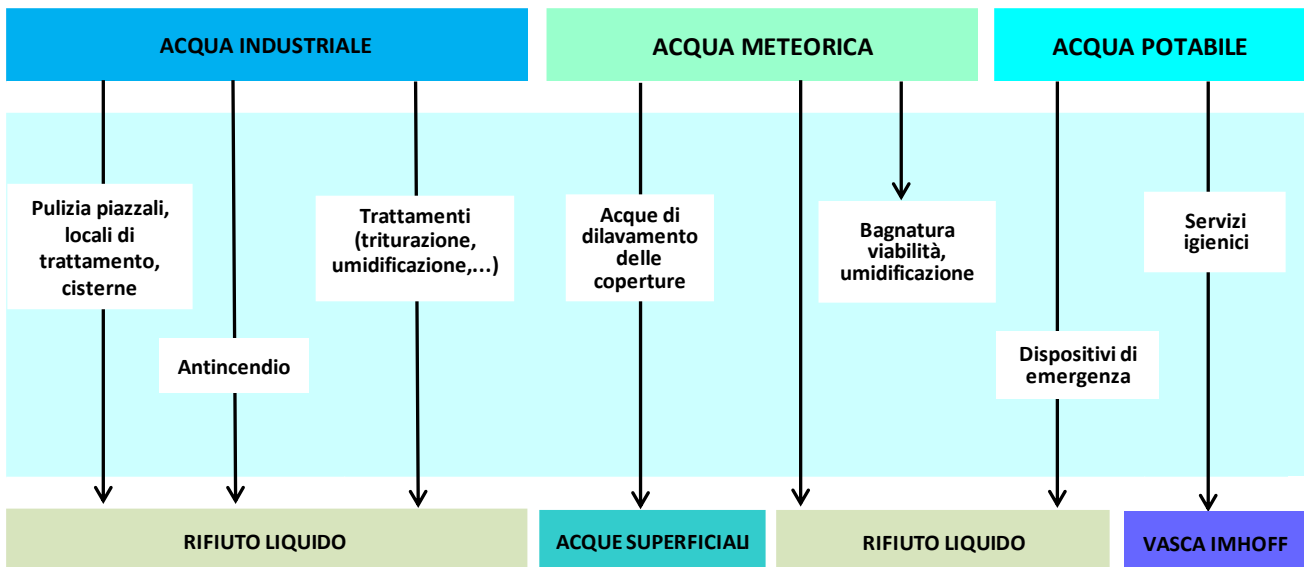 ACQUA INDUSTRIALE
ACQUA METEORICA
ACQUA POTABILE
Pulizia piazzali,
locali di
trattamento,
cisterne
Antincendio
Trattamenti
(triturazione,
umidificazione,...)
Acque di
dilavamento
delle
coperture
Bagnatura
viabilità,
umidificazione
Dispositivi di
emergenza
Servizi
igienici
RIFIUTO LIQUIDO
ACQUE SUPERFICIALI
RIFIUTO LIQUIDO
VASCA IMHOFF